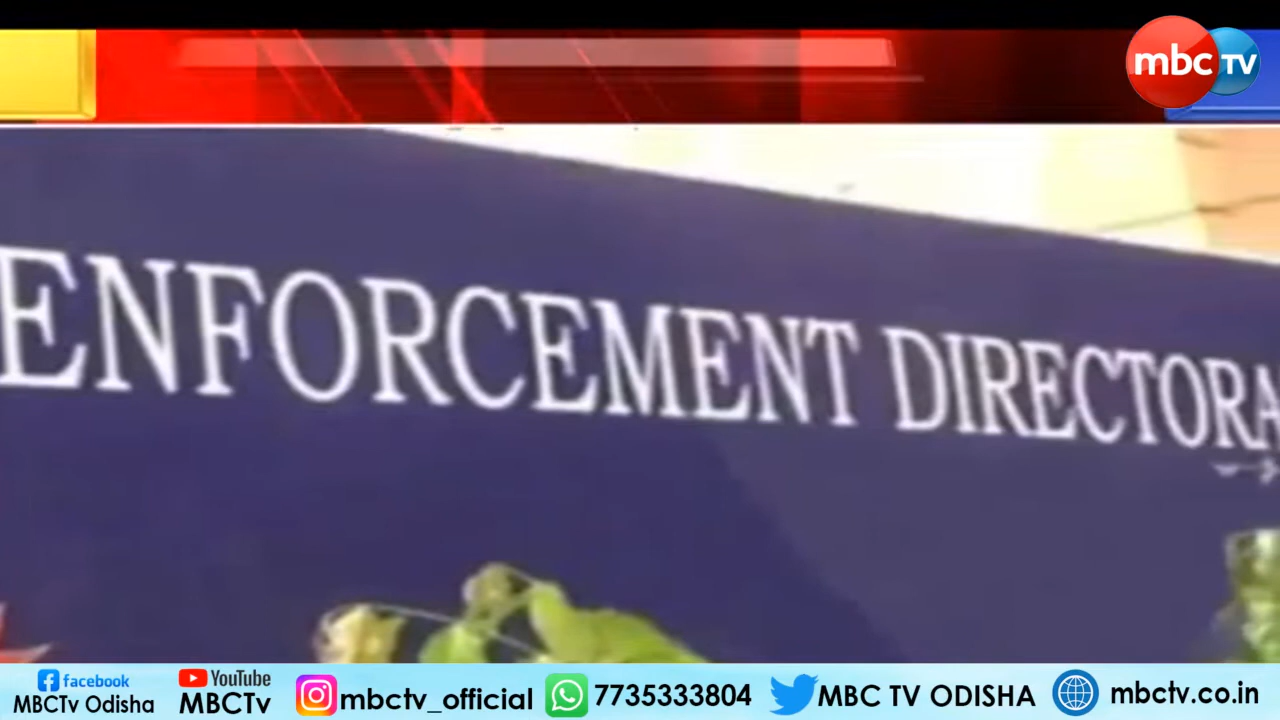 mbc TV
ENFORCEMENT DIRECTORA
facebook
MBCTv Odisha
YouTube
MBCTv
mbctv_official
7735333804
MBC TV ODISHA
mbctv.co.in